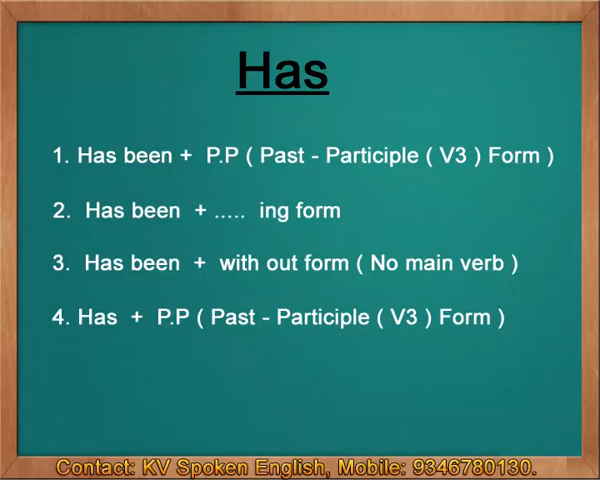 Has
1. Has been + P.P ( Past - Participle ( V3 ) Form )
2. Has been + ..... ing form
3. Has been + with out form ( No main verb )
4. Has + P.P ( Past - Participle ( V3 ) Form )
Contact: KV Spoken English, Mobile: 9346780130.